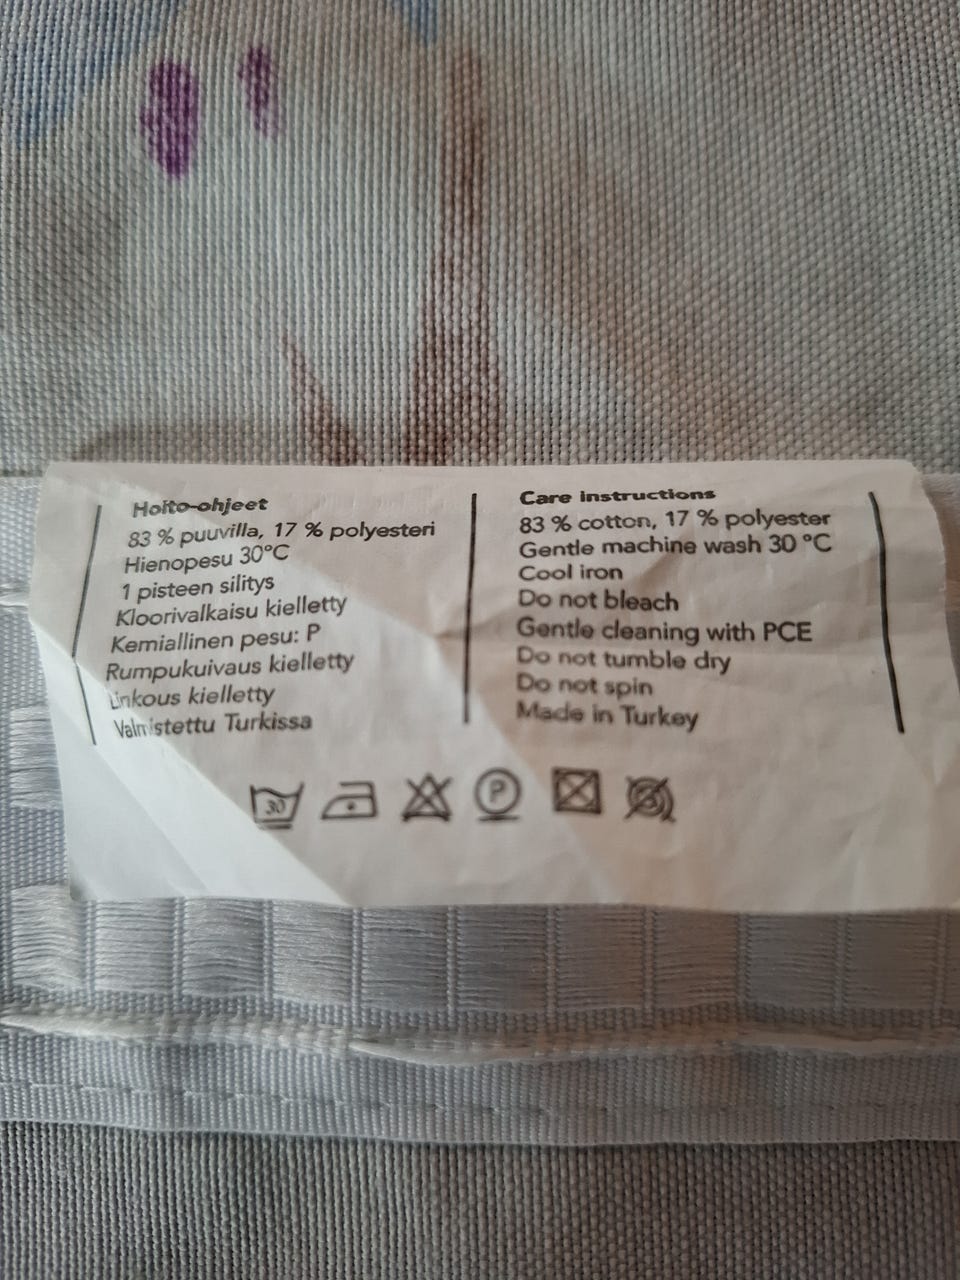 Hoito-ohjeet
83 % puuvilla, 17 % polyesteri
Hienopesu 30°C
1 pisteen silitys
Kloorivalkaisu kielletty
Kemiallinen pesu: P
Rumpukuivaus kielletty
Linkous kielletty
Valmistettu Turkissa
Care instructions
83 % cotton, 17 % polyester
Gentle machine wash 30 °C
Cool iron
Do not bleach
Gentle cleaning with PCE
Do not tumble dry
Do not spin
Made in Turkey
30 P